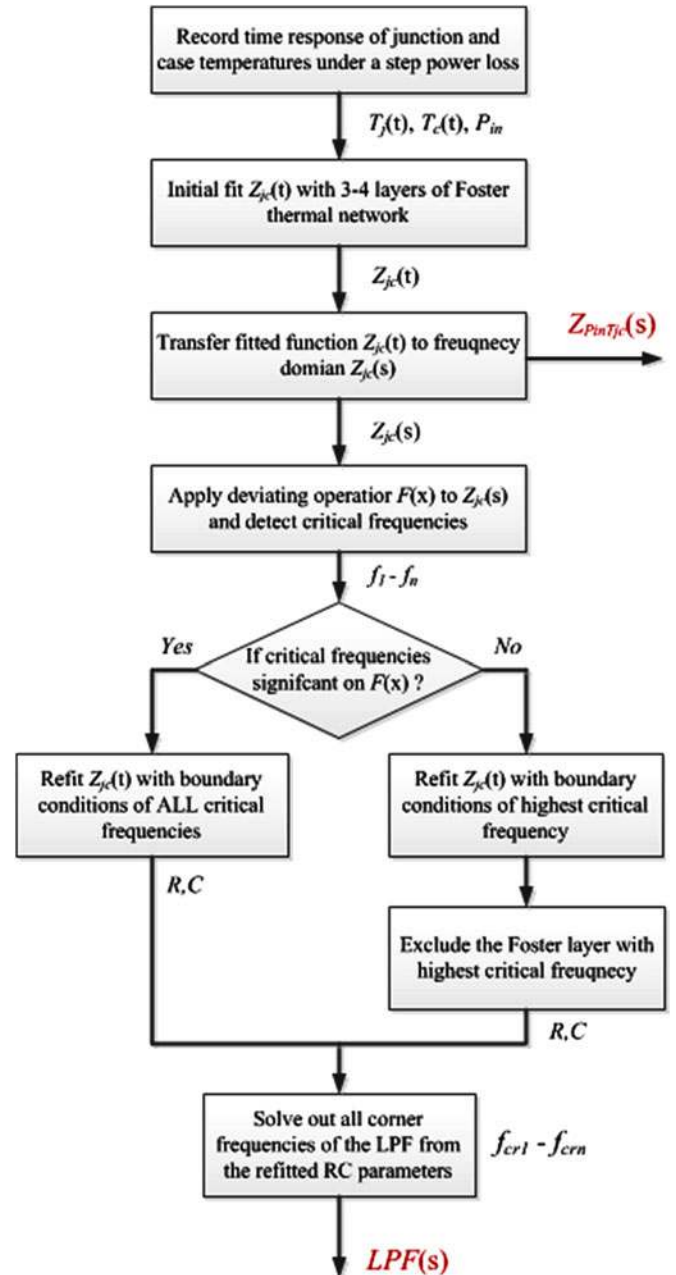 Record time response of junction and
case temperatures under a step power loss
Tj(t), Tc(t), Pin
Initial fit Zjc(t) with 3-4 layers of Foster
thermal network
Zjc(t)
Transfer fitted function Zjc(t) to freuqnecy
domian Zjc(s)
ZPinTjc(s)
Zjc(s)
Apply deviating operatior F(x) to Zjc(s)
and detect critical frequencies
f1 - fn
Yes
If critical frequencies
signifcant on F(x) ?
No
Refit Zjc(t) with boundary
conditions of ALL critical
frequencies
R,C
Refit Zjc(t) with boundary
conditions of highest critical
frequency
Exclude the Foster layer with
highest critical freuqnecy
R,C
Solve out all corner
frequencies of the LPF from
the refitted RC parameters
fcr1 - fcrn
LPF(s)